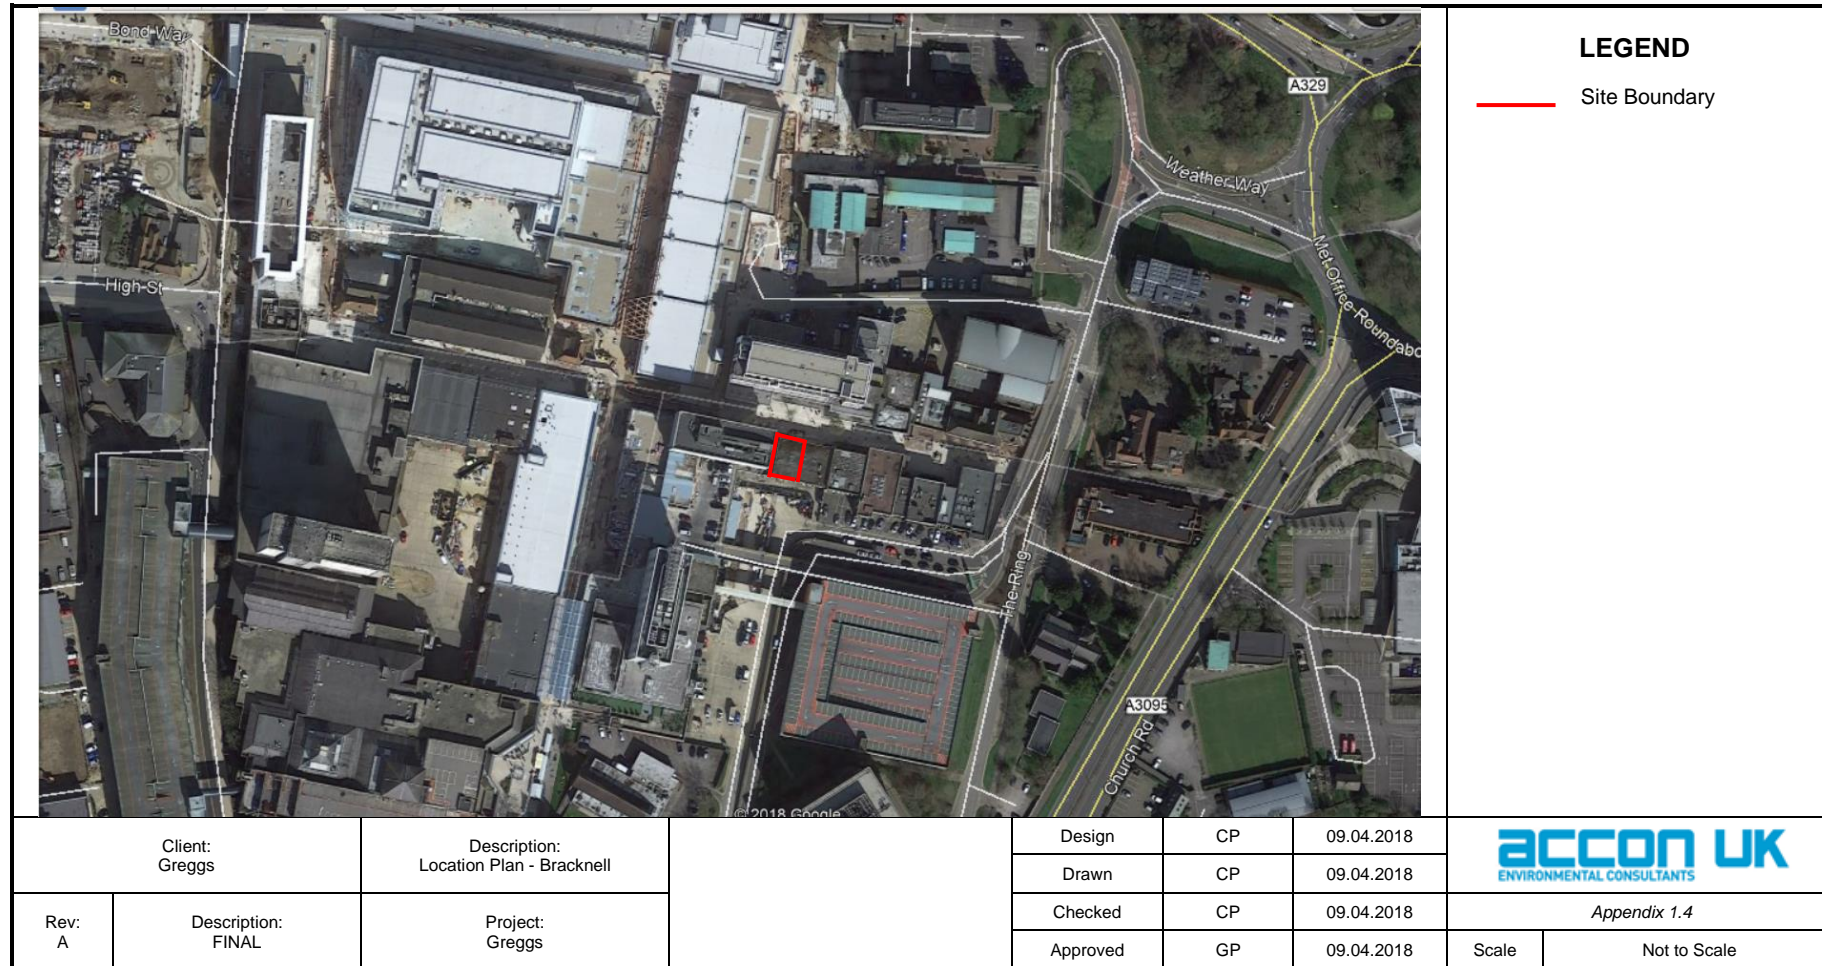 Bond Way
High St
A329
Weather Way
Met Office Roundabo
The Ring
A3095
Church Rd
© 2018 Google
LEGEND
Site Boundary
Client:
Greggs
Description:
Location Plan - Bracknell
Rev:
A
Description:
FINAL
Project:
Greggs
Design CP 09.04.2018
Drawn CP 09.04.2018
Checked CP 09.04.2018
Approved GP 09.04.2018
accon UK
ENVIRONMENTAL CONSULTANTS
Appendix 1.4
Scale Not to Scale